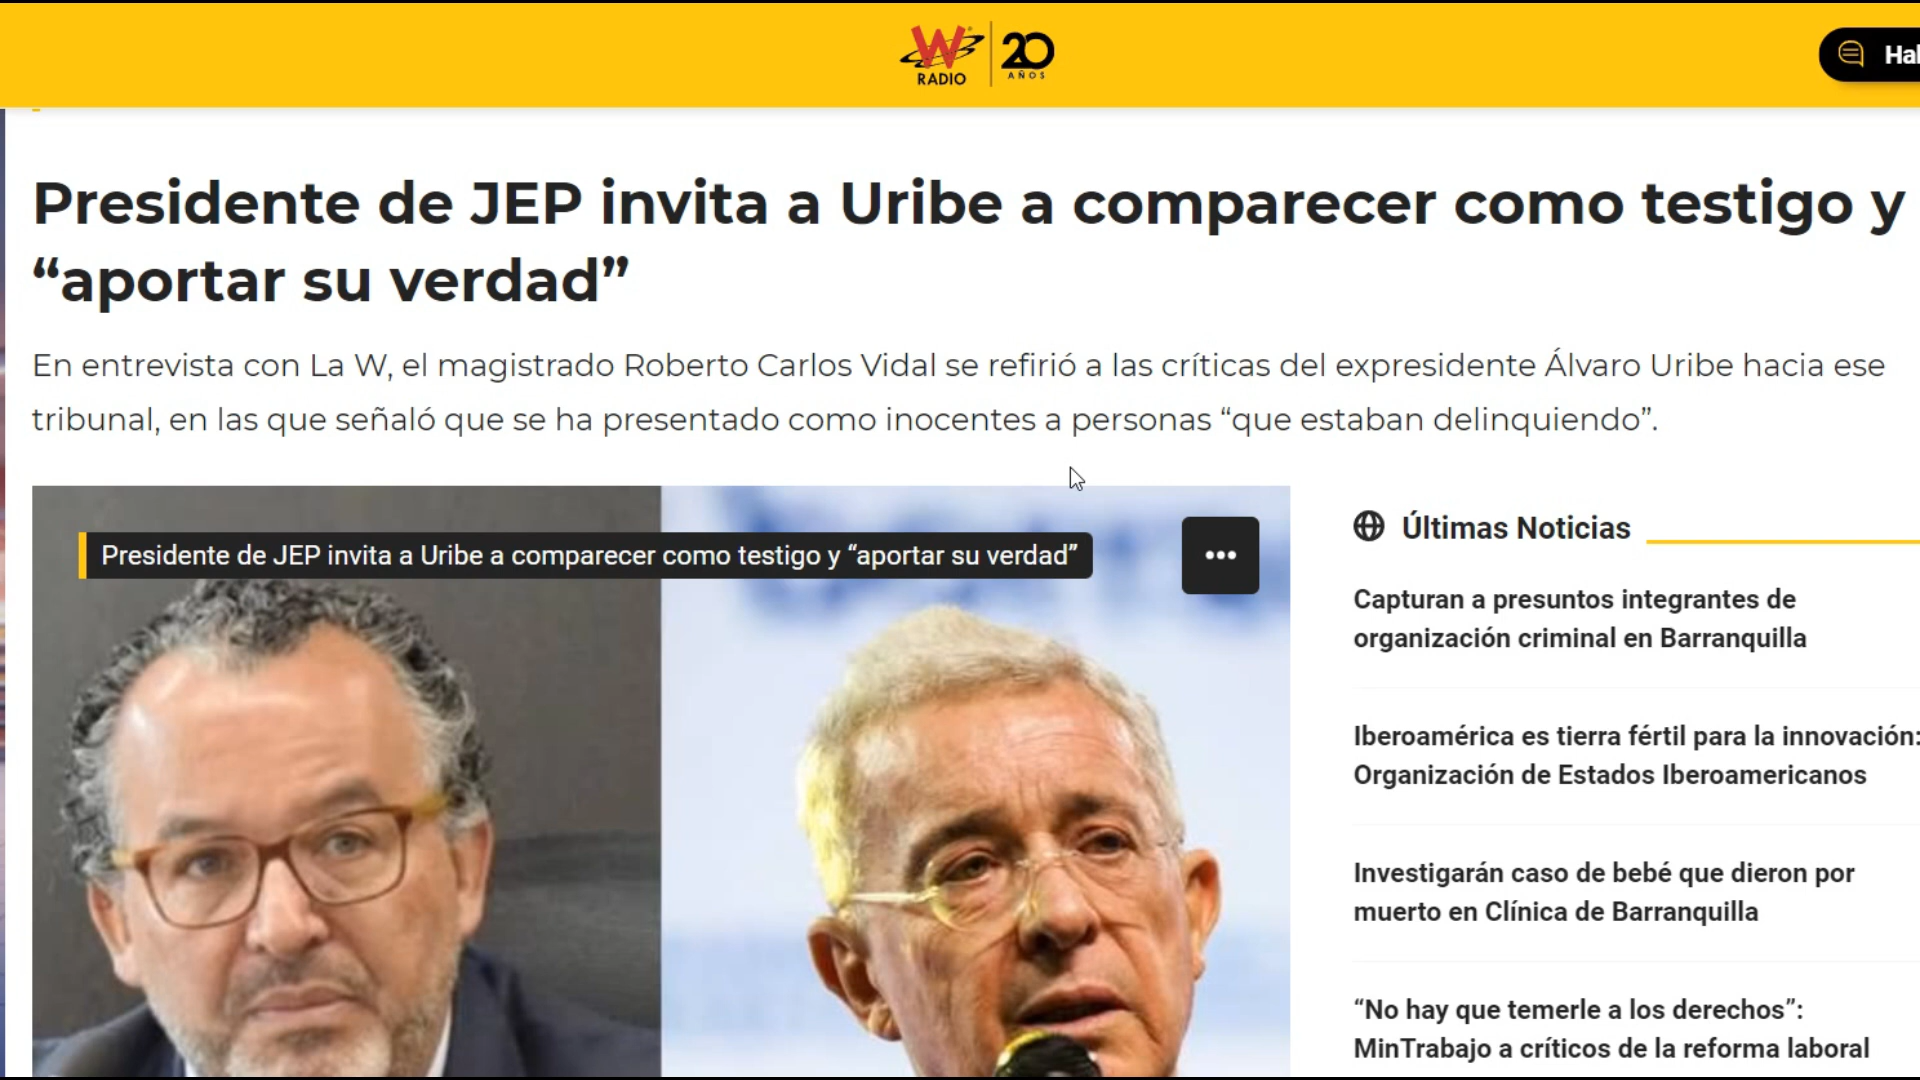 W
RADIO
20
AÑOS
Hal
Presidente de JEP invita a Uribe a comparecer como testigo y
“aportar su verdad”
En entrevista con La W, el magistrado Roberto Carlos Vidal se refirió a las críticas del expresidente Álvaro Uribe hacia ese
tribunal, en las que señaló que se ha presentado como inocentes a personas “que estaban delinquiendo”.
Presidente de JEP invita a Uribe a comparecer como testigo y “aportar su verdad”
Últimas Noticias
Capturan a presuntos integrantes de
organización criminal en Barranquilla
Iberoamérica es tierra fértil para la innovación:
Organización de Estados Iberoamericanos
Investigarán caso de bebé que dieron por
muerto en Clínica de Barranquilla
“No hay que temerle a los derechos”:
MinTrabajo a críticos de la reforma laboral